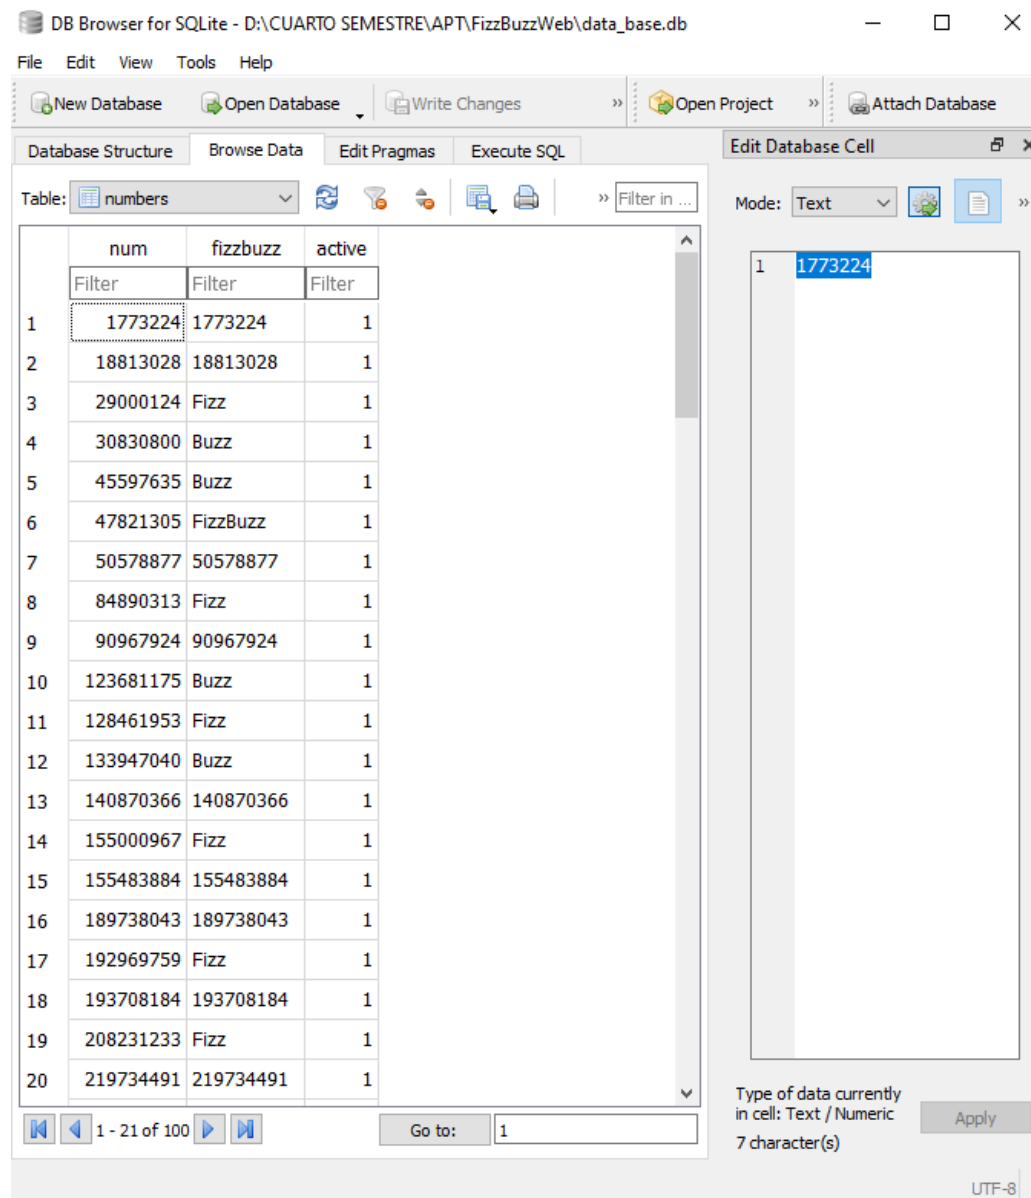 DB Browser for SQLite - D:\CUARTO SEMESTRE\APT\FizzBuzzWeb\data_base.db
File Edit View Tools Help
New Database Open Database Write Changes » Open Project » Attach Database
Database Structure Browse Data Edit Pragmas Execute SQL
Table: numbers » Filter in ...
num fizzbuzz active
Filter Filter Filter
1 1773224 1773224 1
2 18813028 18813028 1
3 29000124 Fizz 1
4 30830800 Buzz 1
5 45597635 Buzz 1
6 47821305 FizzBuzz 1
7 50578877 50578877 1
8 84890313 Fizz 1
9 90967924 90967924 1
10 123681175 Buzz 1
11 128461953 Fizz 1
12 133947040 Buzz 1
13 140870366 140870366 1
14 155000967 Fizz 1
15 155483884 155483884 1
16 189738043 189738043 1
17 192969759 Fizz 1
18 193708184 193708184 1
19 208231233 Fizz 1
20 219734491 219734491 1
1 - 21 of 100 Go to: 1
Edit Database Cell
Mode: Text »
1 1773224
Type of data currently
in cell: Text / Numeric
7 character(s)
Apply
UTF-8